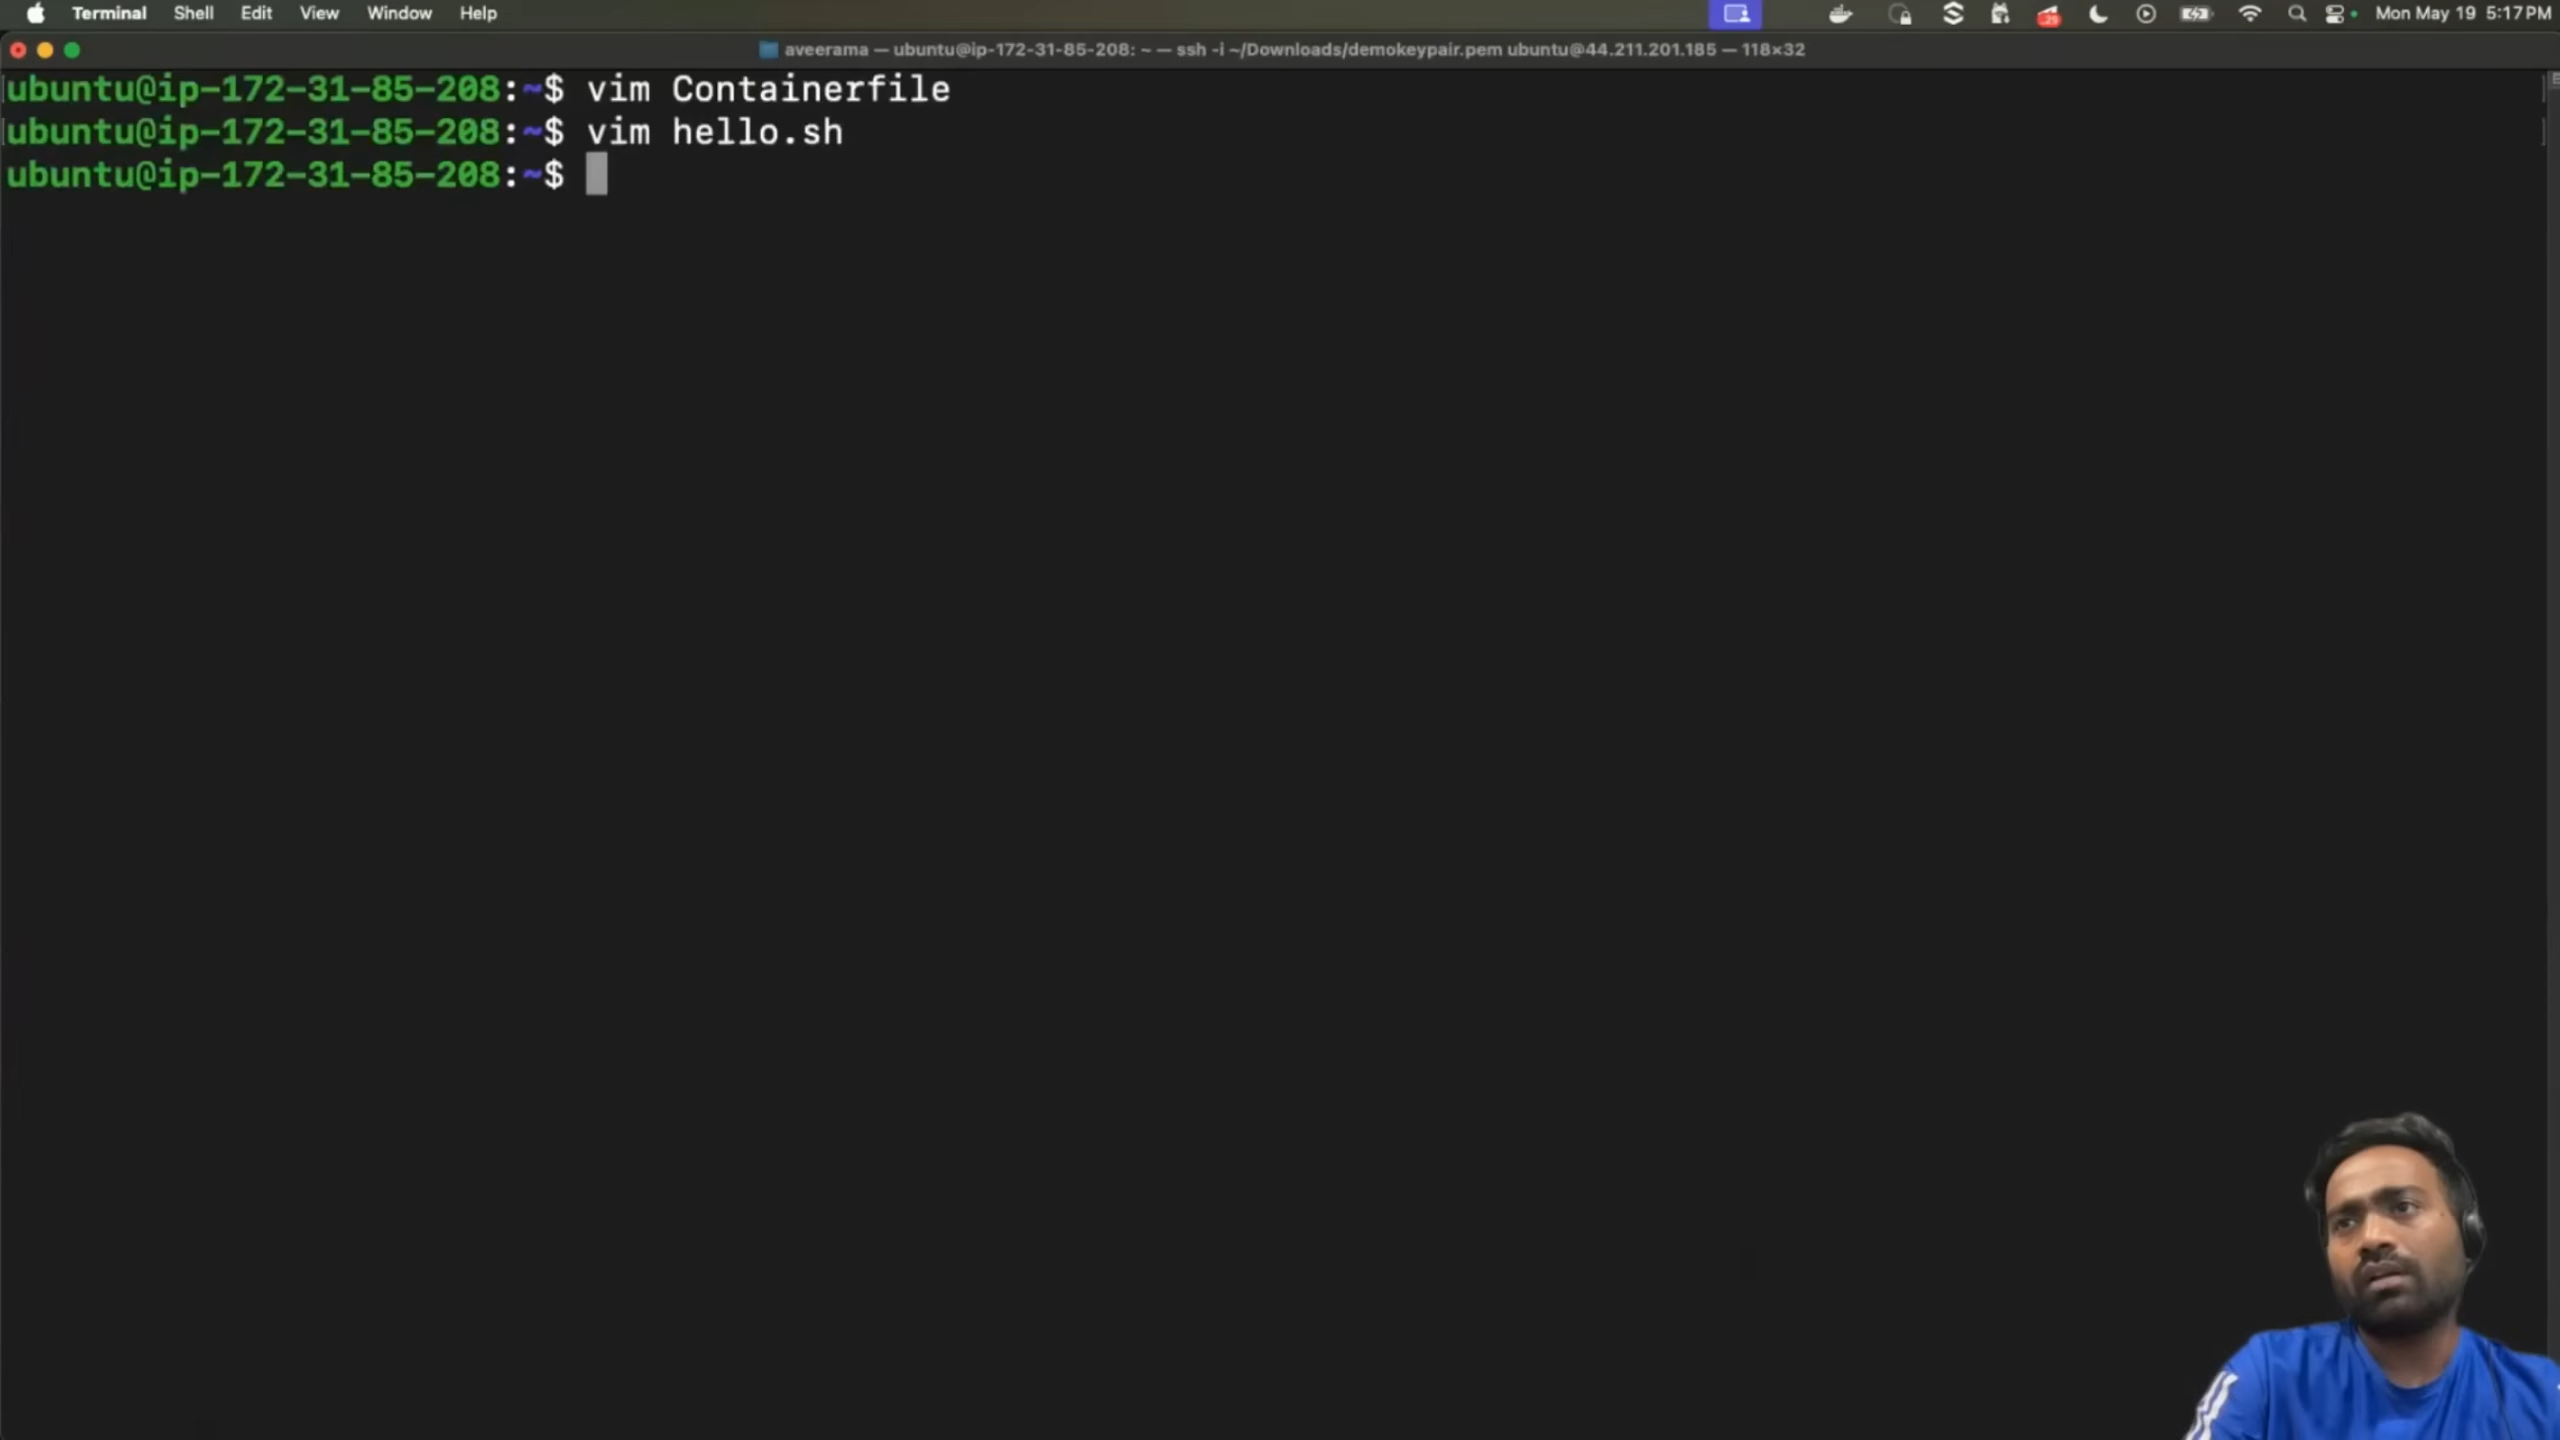 Terminal Shell Edit View Window Help Mon May 19 5:17 PM
aveerama — ubuntu@ip-172-31-85-208: ~ — ssh -i ~/Downloads/demokeypair.pem ubuntu@44.211.201.185 — 118×32
ubuntu@ip-172-31-85-208:~$ vim Containerfile
ubuntu@ip-172-31-85-208:~$ vim hello.sh
ubuntu@ip-172-31-85-208:~$